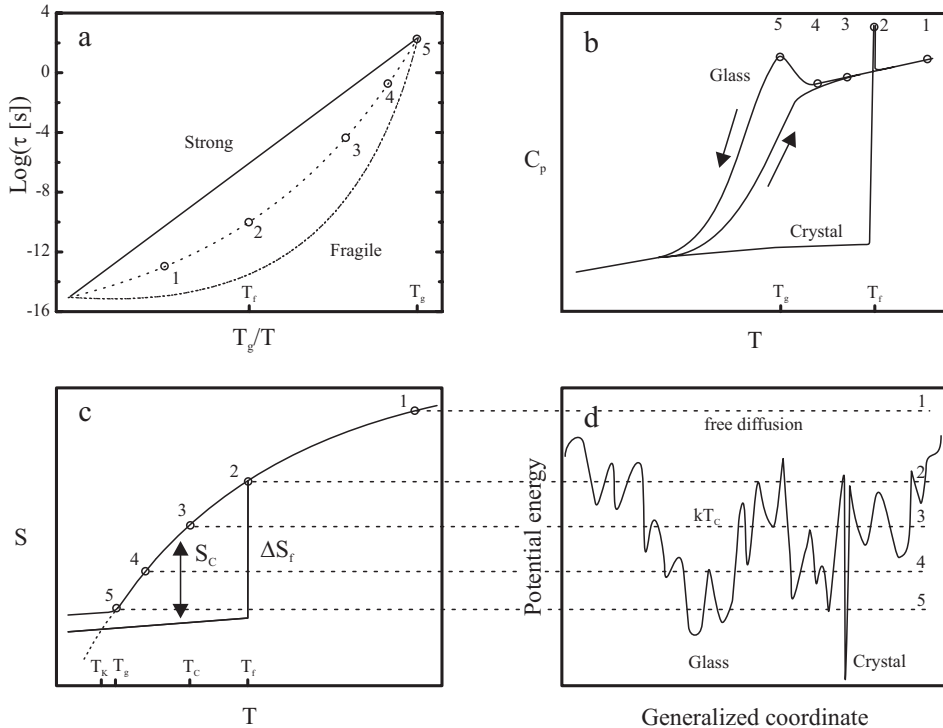 a
Log(τ [s])
4
0
-4
-8
-12
-16
Strong
Fragile
1
2
3
4
5
T_f
T_g
T_g/T
b
C_p
Glass
Crystal
5
4
3
2
1
T_g
T_f
T
c
S
1
2
3
4
5
S_C
ΔS_f
T_K
T_g
T_C
T_f
T
d
Potential energy
free diffusion
kT_C
1
2
3
4
5
Glass
Crystal
Generalized coordinate